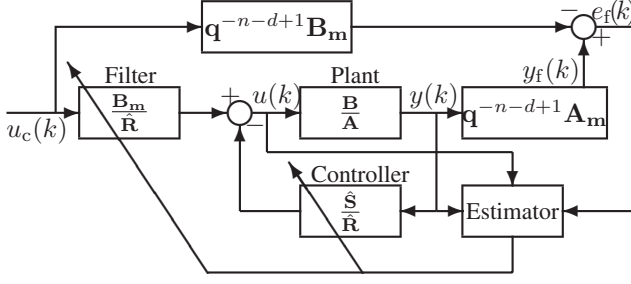 q^{-n-d+1} B_m
−
e_f(k)
+
y_f(k)
Filter
Plant
u_c(k)
B_m / R̂
+
−
u(k)
B / A
y(k)
q^{-n-d+1} A_m
Controller
Ŝ / R̂
Estimator